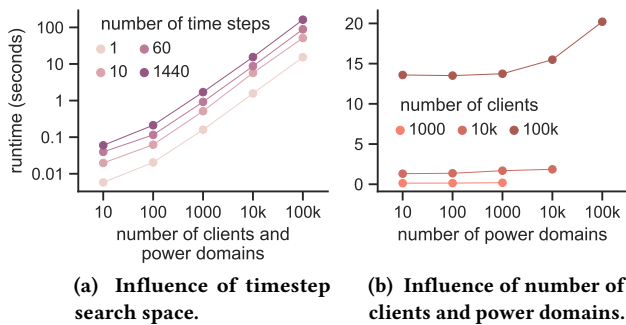 number of time steps
1 60
10 1440
100
10
1
0.1
0.01
runtime (seconds)
10 100 1000 10k 100k
number of clients and
power domains
(a) Influence of timestep
search space.
20
15
10
5
0
number of clients
1000 10k 100k
10 100 1000 10k 100k
number of power domains
(b) Influence of number of
clients and power domains.